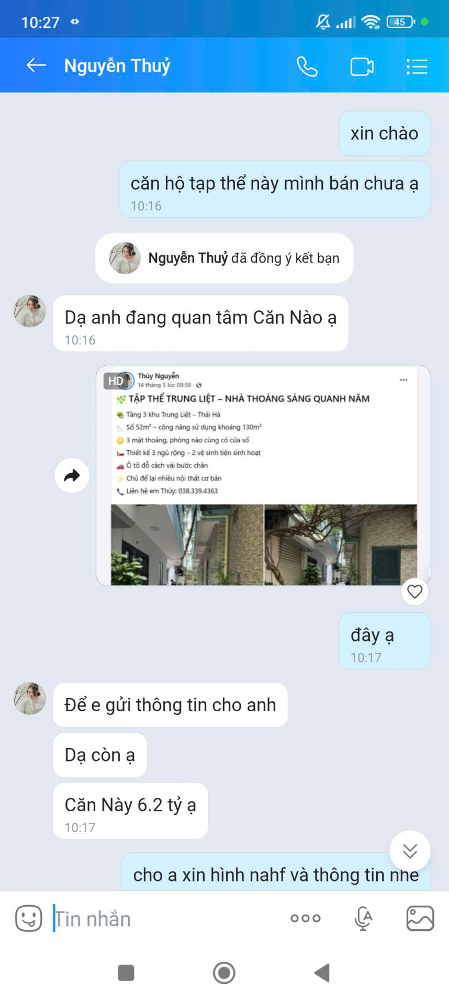 10:27
45
Nguyễn Thuỷ
xin chào
căn hộ tạp thể này mình bán chưa ạ
10:16
Nguyễn Thuỷ đã đồng ý kết bạn
Dạ anh đang quan tâm Căn Nào ạ
10:16
HD
Thủy Nguyễn
14 tháng 5 lúc 08:58
TẬP THỂ TRUNG LIỆT – NHÀ THOÁNG SÁNG QUANH NĂM
Tầng 3 khu Trung Liệt – Thái Hà
Sổ 52m² – công năng sử dụng khoảng 130m²
3 mặt thoáng, phòng nào cũng có cửa sổ
Thiết kế 3 ngủ rộng – 2 vệ sinh tiện sinh hoạt
Ô tô đỗ cách vài bước chân
Chủ để lại nhiều nội thất cơ bản
Liên hệ em Thủy: 038.339.4363
đây ạ
10:17
Để e gửi thông tin cho anh
Dạ còn ạ
Căn Này 6.2 tỷ ạ
10:17
cho a xin hình nahf và thông tin nhé
Tin nhắn